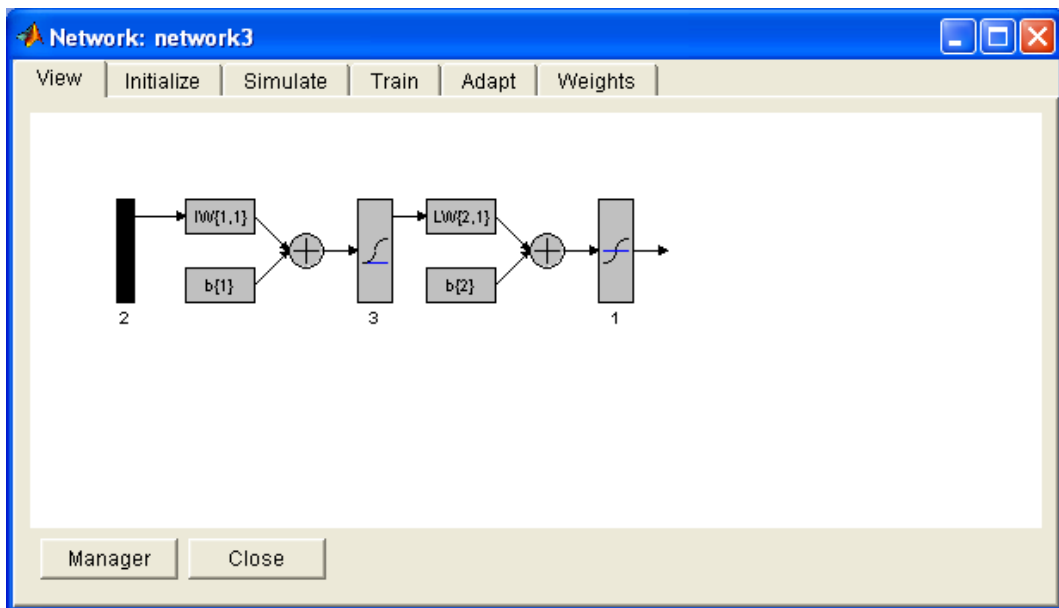 Network: network3
View Initialize Simulate Train Adapt Weights
IW{1,1} LW{2,1}
b{1} b{2}
2 3 1
Manager Close